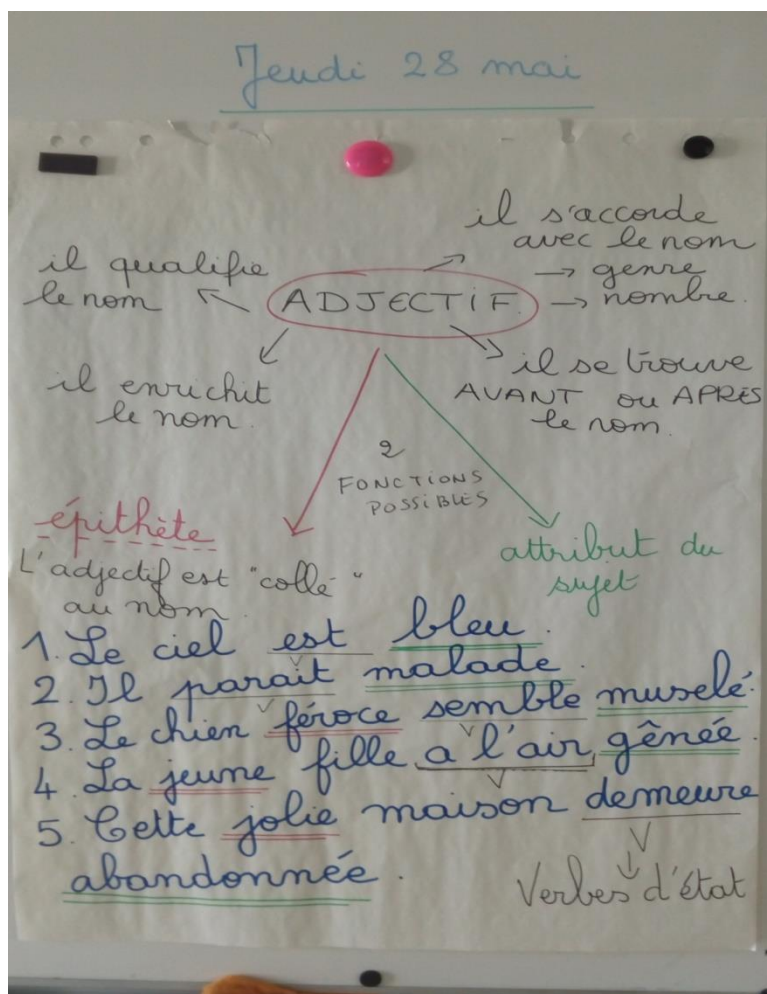 Jeudi 28 mai
il s'accorde
avec le nom
→ genre
→ nombre.
il qualifie
le nom
ADJECTIF
il enrichit
le nom.
il se trouve
AVANT ou APRÈS
le nom.
2
FONCTIONS
POSSIBLES
épithète
L'adjectif est "collé"
au nom.
attribut du
sujet
1. Le ciel est bleu.
2. Il parait malade.
3. Le chien féroce semble muselé.
4. La jeune fille a l'air gênée.
5. Cette jolie maison demeure
abandonnée.
V
V
V
V
V
Verbes d'état